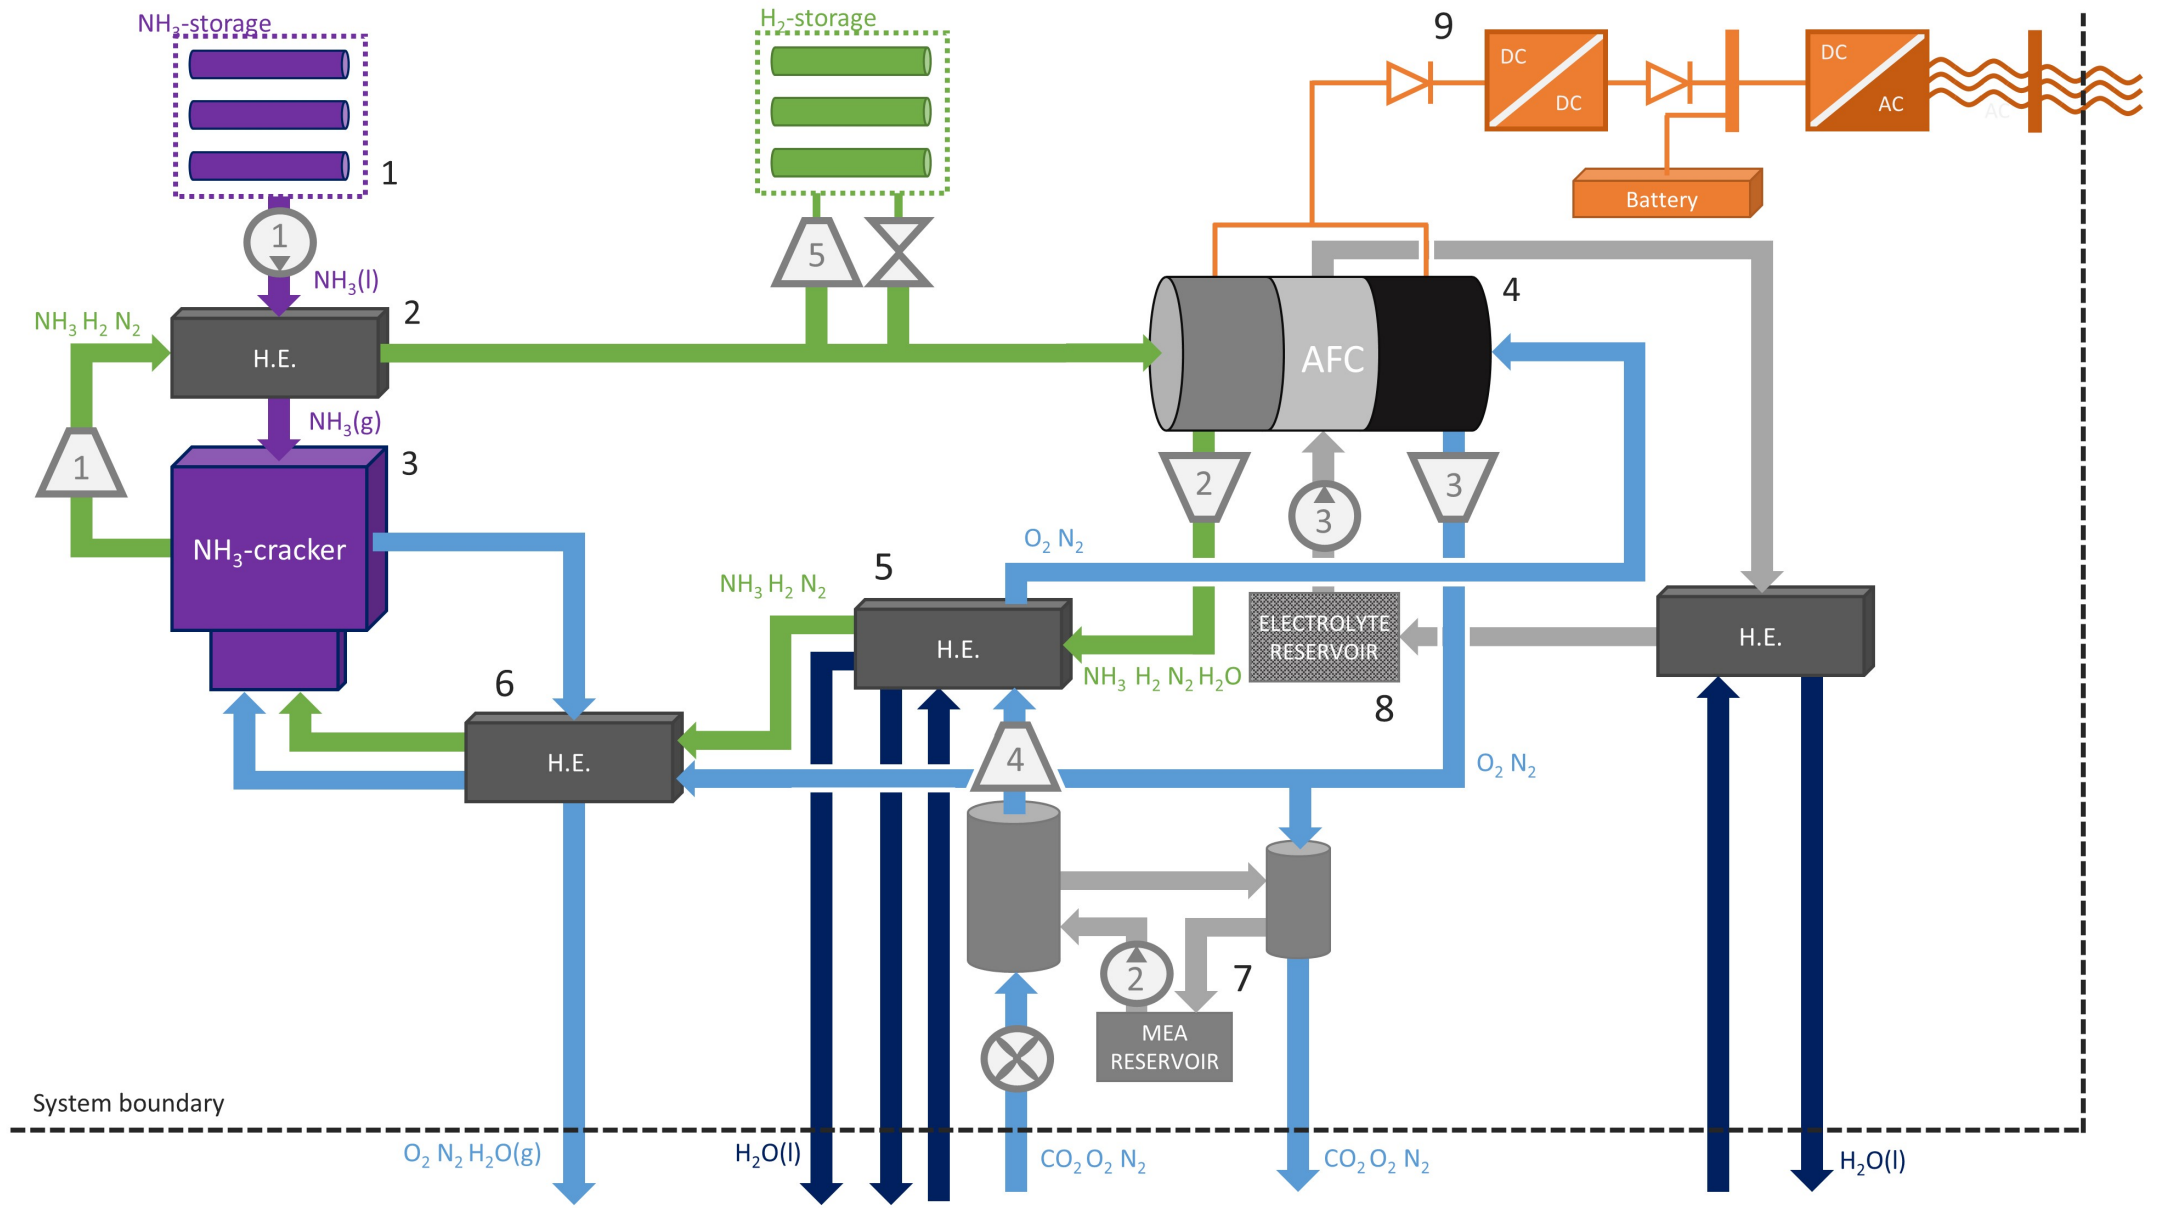 NH3-storage
H2-storage
9
DC
DC
DC
AC
AC
1
1
Battery
5
NH3(l)
4
2
NH3 H2 N2
H.E.
AFC
NH3(g)
3
1
2
3
3
NH3-cracker
O2 N2
5
NH3 H2 N2
ELECTROLYTE
RESERVOIR
H.E.
H.E.
NH3 H2 N2 H2O
6
8
H.E.
4
O2 N2
2
7
MEA
RESERVOIR
System boundary
O2 N2 H2O(g)
H2O(l)
CO2 O2 N2
CO2 O2 N2
H2O(l)